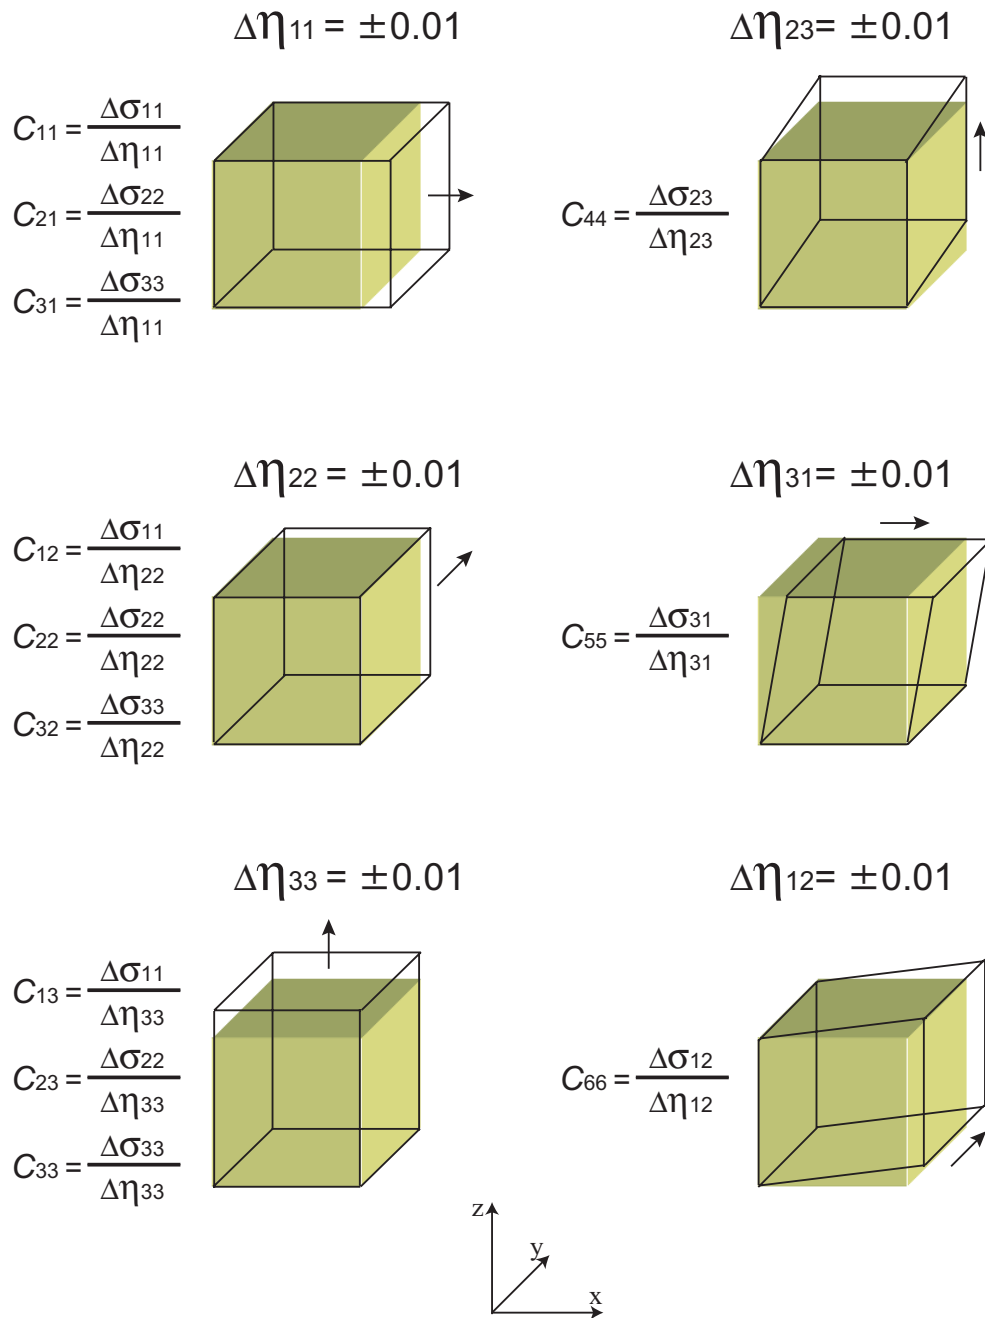 Δη11 = ±0.01
C11 = Δσ11 / Δη11
C21 = Δσ22 / Δη11
C31 = Δσ33 / Δη11
Δη23= ±0.01
C44 = Δσ23 / Δη23
Δη22 = ±0.01
C12 = Δσ11 / Δη22
C22 = Δσ22 / Δη22
C32 = Δσ33 / Δη22
Δη31= ±0.01
C55 = Δσ31 / Δη31
Δη33 = ±0.01
C13 = Δσ11 / Δη33
C23 = Δσ22 / Δη33
C33 = Δσ33 / Δη33
Δη12= ±0.01
C66 = Δσ12 / Δη12
z
y
x